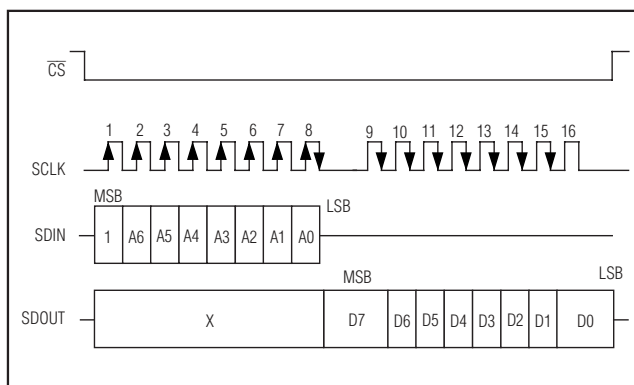 CS
1 2 3 4 5 6 7 8 9 10 11 12 13 14 15 16
SCLK
MSB LSB
SDIN 1 A6 A5 A4 A3 A2 A1 A0
MSB LSB
SDOUT X D7 D6 D5 D4 D3 D2 D1 D0